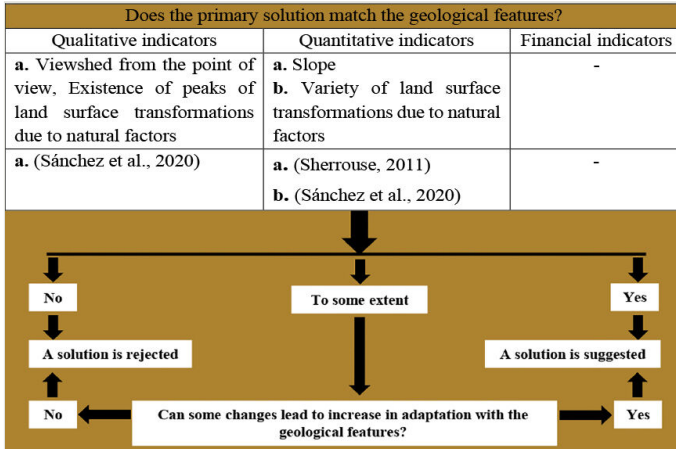 Does the primary solution match the geological features?
Qualitative indicators
Quantitative indicators
Financial indicators
a. Viewshed from the point of
view, Existence of peaks of
land surface transformations
due to natural factors
a. Slope
b. Variety of land surface
transformations due to natural
factors
-
a. (Sánchez et al., 2020)
a. (Sherrouse, 2011)
b. (Sánchez et al., 2020)
-
No
To some extent
Yes
A solution is rejected
A solution is suggested
No
Can some changes lead to increase in adaptation with the
geological features?
Yes